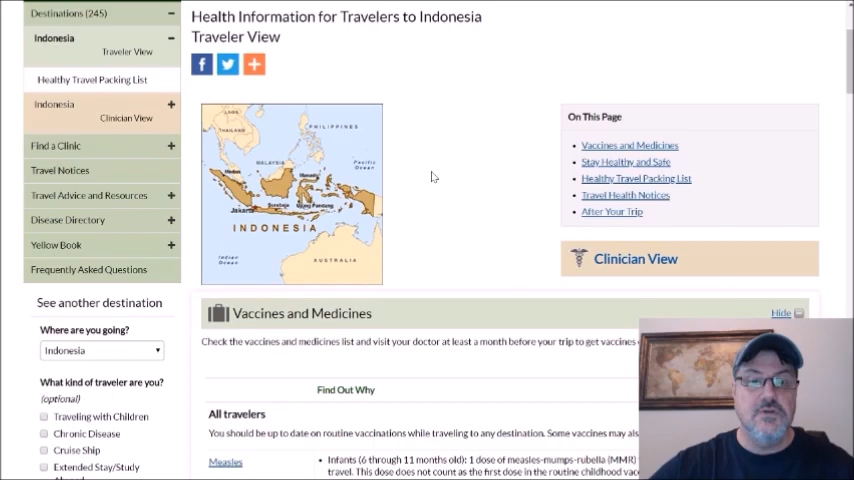 Destinations (245)
Indonesia
Traveler View
Healthy Travel Packing List
Indonesia
Clinician View
Find a Clinic
Travel Notices
Travel Advice and Resources
Disease Directory
Yellow Book
Frequently Asked Questions
See another destination
Where are you going?
Indonesia
What kind of traveler are you?
(optional)
Traveling with Children
Chronic Disease
Cruise Ship
Extended Stay/Study
Health Information for Travelers to Indonesia
Traveler View
LAOS
THAILAND
PHILIPPINES
MALAYSIA
Pacific
Ocean
Medan
Manado
Jakarta
Surabaja
Ujung Pandang
INDONESIA
Indian
Ocean
AUSTRALIA
On This Page
Vaccines and Medicines
Stay Healthy and Safe
Healthy Travel Packing List
Travel Health Notices
After Your Trip
Clinician View
Vaccines and Medicines
Hide
Check the vaccines and medicines list and visit your doctor at least a month before your trip to get vaccines
Find Out Why
All travelers
You should be up to date on routine vaccinations while traveling to any destination. Some vaccines may
Measles
Infants (6 through 11 months old): 1 dose of measles-mumps-rubella (MMR)
travel. This dose does not count as the first dose in the routine childhood